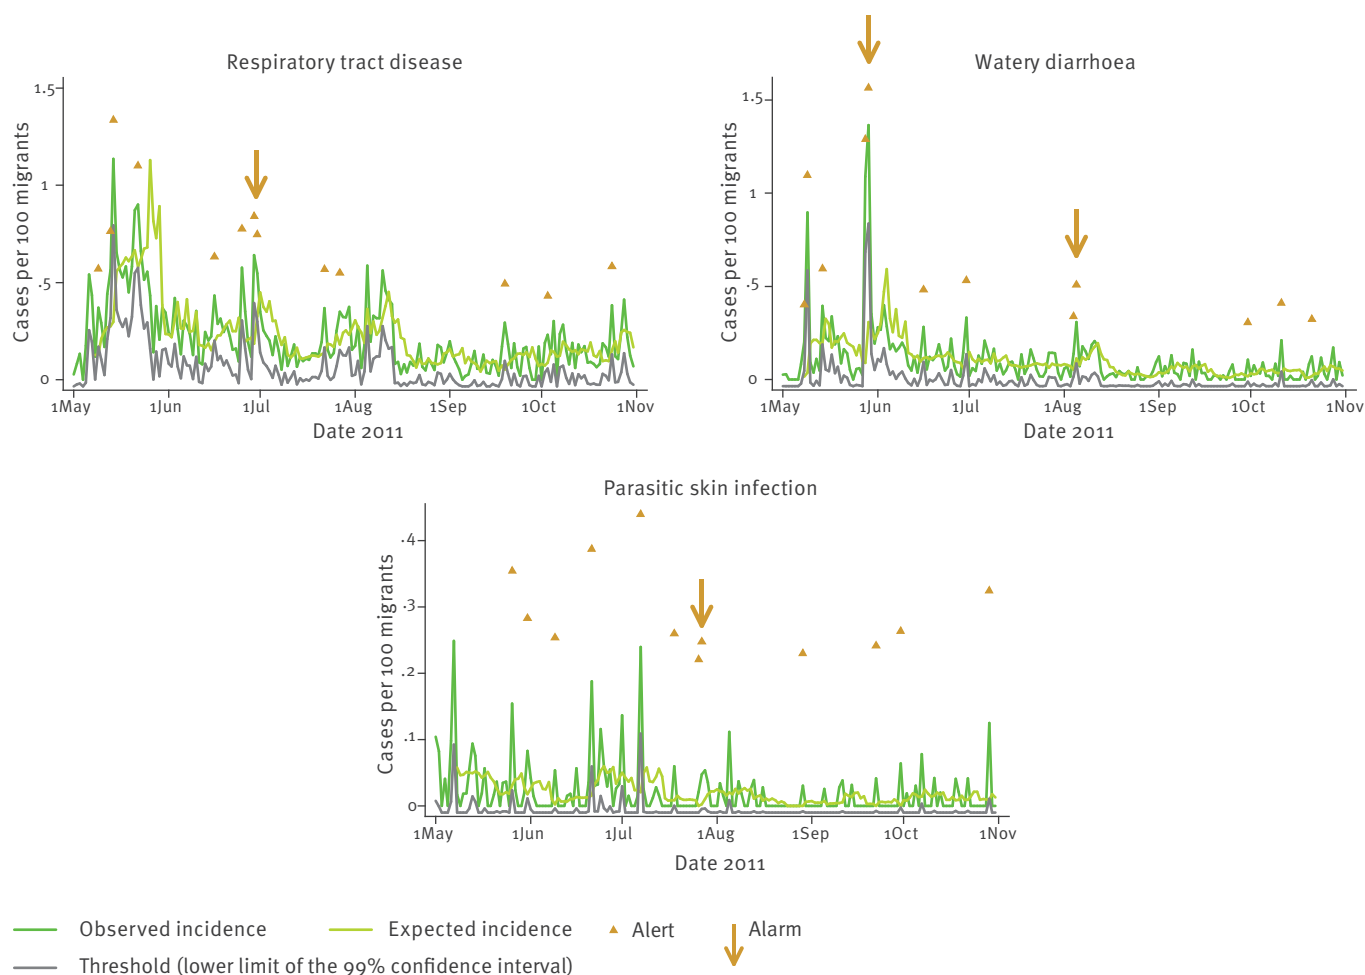 Respiratory tract disease
Cases per 100 migrants
1.5
1
.5
0
1May 1Jun 1Jul 1Aug 1Sep 1Oct 1Nov
Date 2011
Watery diarrhoea
Cases per 100 migrants
1.5
1
.5
0
1May 1Jun 1Jul 1Aug 1Sep 1Oct 1Nov
Date 2011
Parasitic skin infection
Cases per 100 migrants
.4
.3
.2
.1
0
1May 1Jun 1Jul 1Aug 1Sep 1Oct 1Nov
Date 2011
Observed incidence Expected incidence Alert Alarm
Threshold (lower limit of the 99% confidence interval)